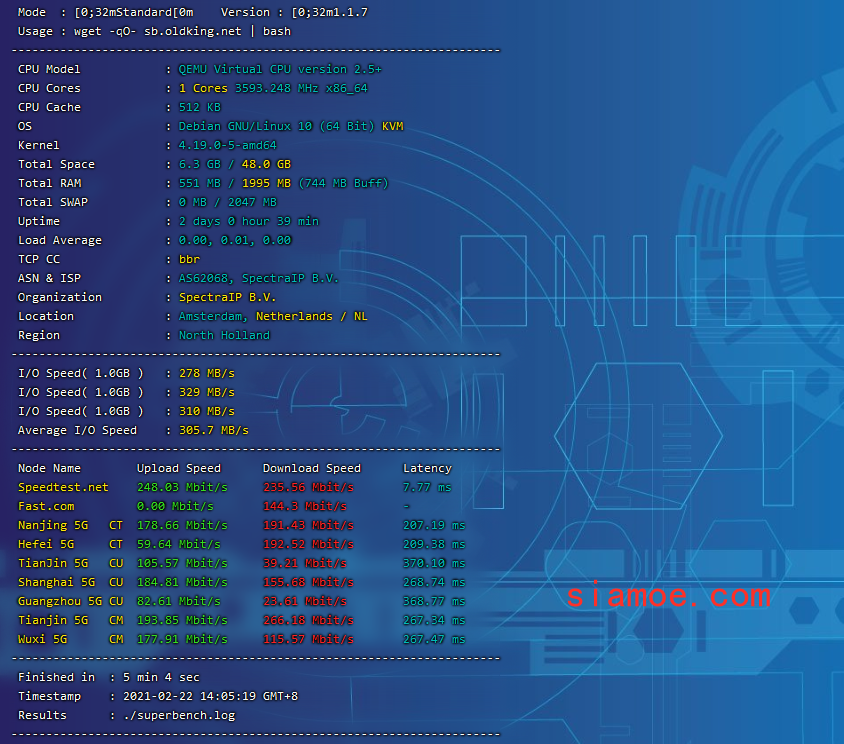 Mode  : [0;32mStandard[0m    Version : [0;32m1.1.7
Usage : wget -qO- sb.oldking.net | bash
----------------------------------------------------------------------
CPU Model            : QEMU Virtual CPU version 2.5+
CPU Cores            : 1 Cores 3593.248 MHz x86_64
CPU Cache            : 512 KB
OS                   : Debian GNU/Linux 10 (64 Bit) KVM
Kernel               : 4.19.0-5-amd64
Total Space          : 6.3 GB / 48.0 GB
Total RAM            : 551 MB / 1995 MB (744 MB Buff)
Total SWAP           : 0 MB / 2047 MB
Uptime               : 2 days 0 hour 39 min
Load Average         : 0.00, 0.01, 0.00
TCP CC               : bbr
ASN & ISP            : AS62068, SpectraIP B.V.
Organization         : SpectraIP B.V.
Location             : Amsterdam, Netherlands / NL
Region               : North Holland
----------------------------------------------------------------------
I/O Speed( 1.0GB )   : 278 MB/s
I/O Speed( 1.0GB )   : 329 MB/s
I/O Speed( 1.0GB )   : 310 MB/s
Average I/O Speed    : 305.7 MB/s
----------------------------------------------------------------------
Node Name        Upload Speed      Download Speed      Latency
Speedtest.net    248.03 Mbit/s     235.56 Mbit/s       7.77 ms
Fast.com         0.00 Mbit/s       144.3 Mbit/s        -
Nanjing 5G   CT  178.66 Mbit/s     191.43 Mbit/s       207.19 ms
Hefei 5G     CT  59.64 Mbit/s      192.52 Mbit/s       209.38 ms
TianJin 5G   CU  105.57 Mbit/s     39.21 Mbit/s        370.10 ms
Shanghai 5G  CU  184.81 Mbit/s     155.68 Mbit/s       268.74 ms
Guangzhou 5G CU  82.61 Mbit/s      23.61 Mbit/s        368.77 ms
Tianjin 5G   CM  193.85 Mbit/s     266.18 Mbit/s       267.34 ms
Wuxi 5G      CM  177.91 Mbit/s     115.57 Mbit/s       267.47 ms
siamoe.com
----------------------------------------------------------------------
Finished in  : 5 min 4 sec
Timestamp    : 2021-02-22 14:05:19 GMT+8
Results      : ./superbench.log
----------------------------------------------------------------------